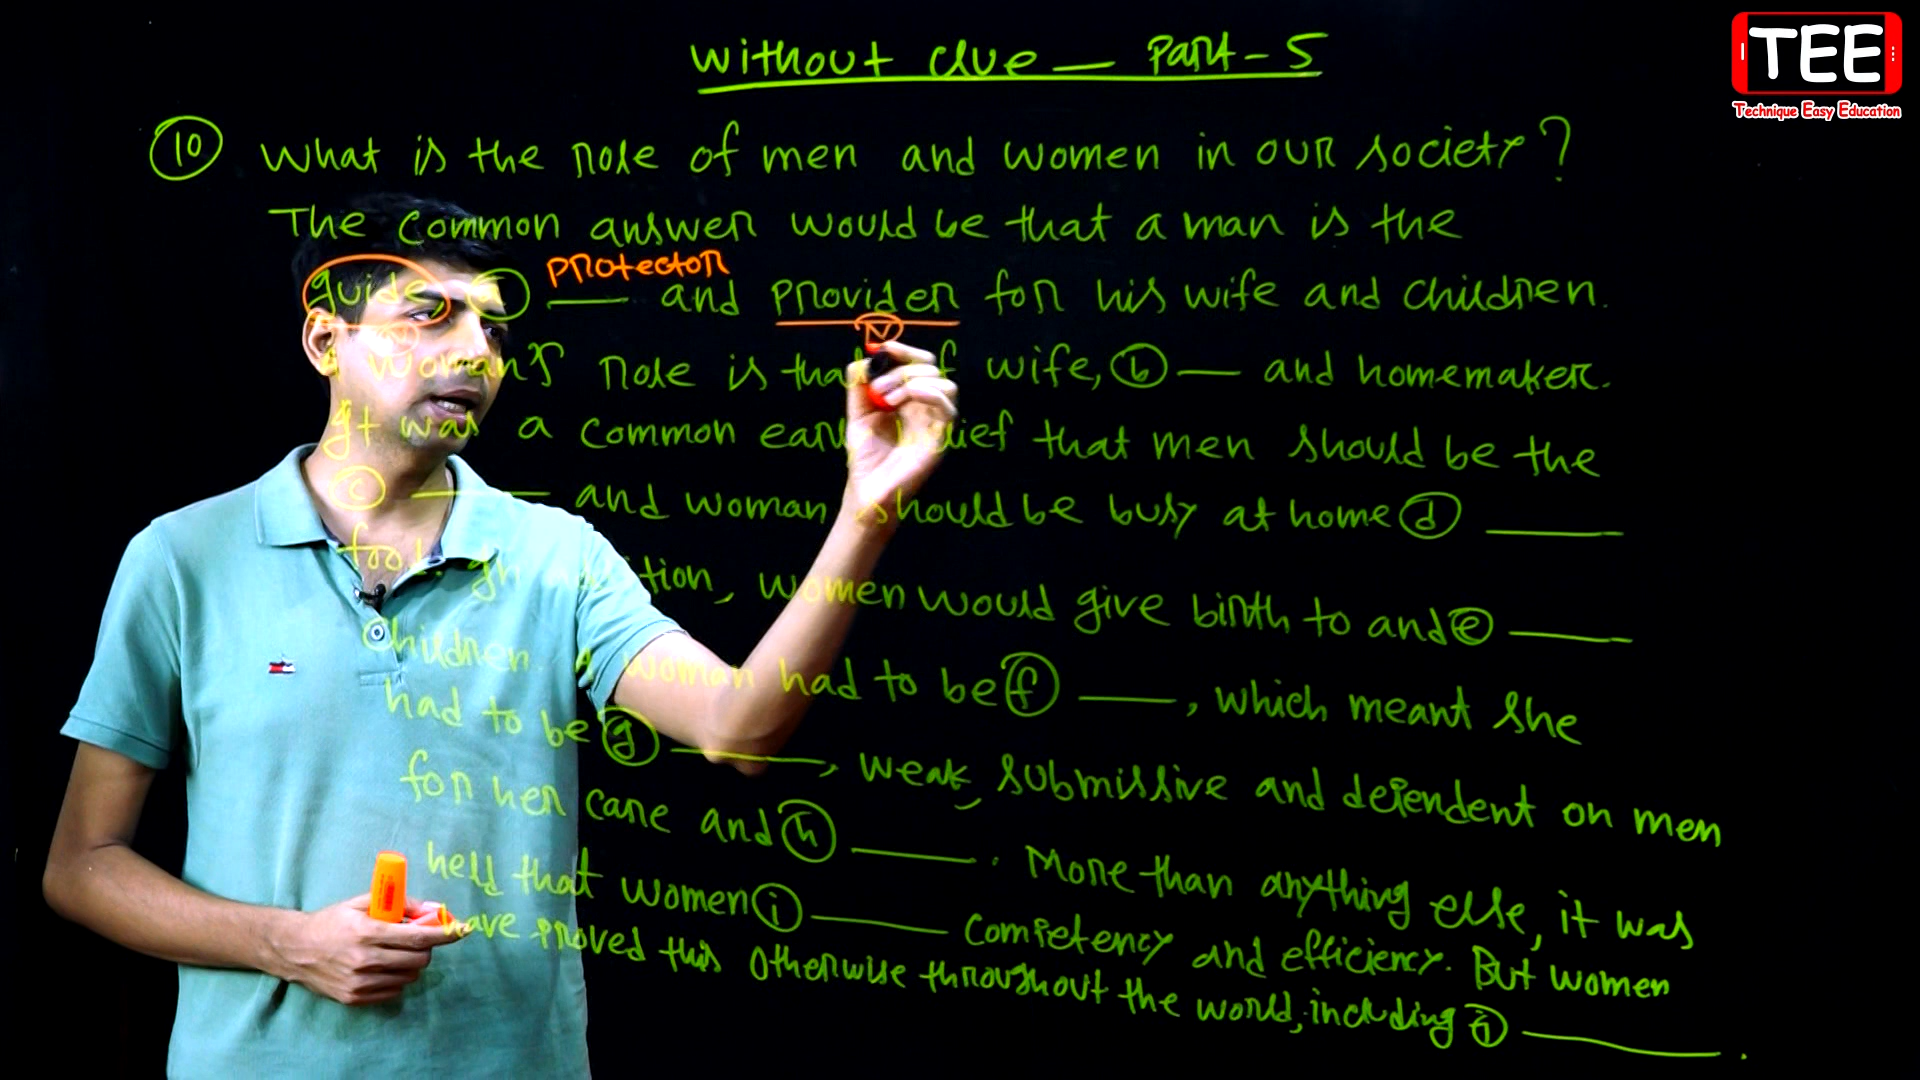 TEE
Technique Easy Education
Without clue — Part-5
10 What is the role of men and women in our society?
The common answer would be that a man is the
protector
guide, ___ and provider for his wife and children.
N N
woman's role is that of wife, (b) ___ and homemaker.
It was a common early belief that men should be the
(c) ___ and woman should be busy at home (d) ___
food. In addition, women would give birth to and (e) ___
children. A woman had to be (f) ___, which meant she
had to be (g) ___, weak, submissive and dependent on men
for her care and (h) ___. More than anything else, it was
held that women (i) ___ competency and efficiency. But women
have proved this otherwise throughout the world, including (j) ___.